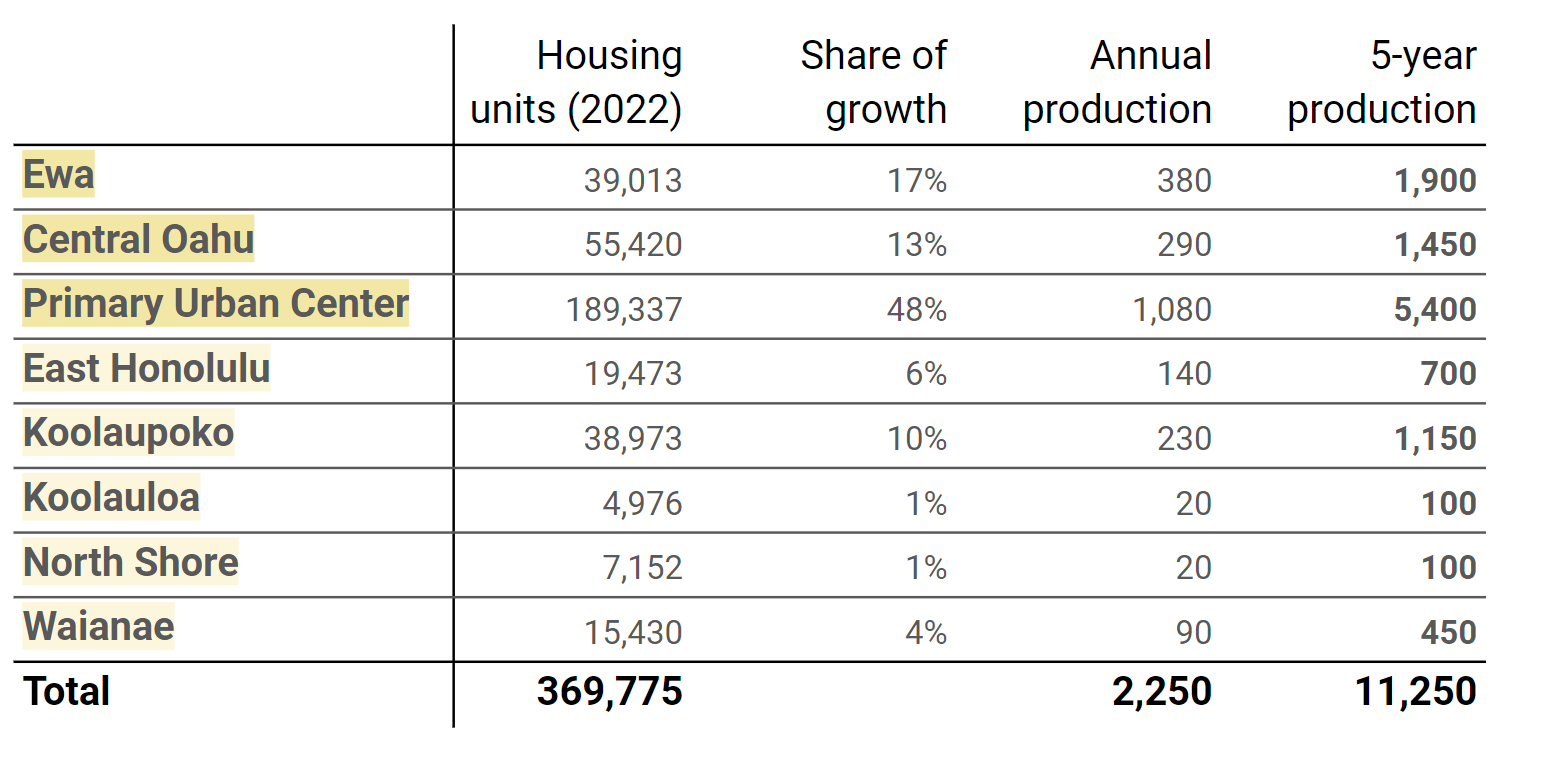 Housing units (2022) Share of growth Annual production 5-year production
Ewa 39,013 17% 380 1,900
Central Oahu 55,420 13% 290 1,450
Primary Urban Center 189,337 48% 1,080 5,400
East Honolulu 19,473 6% 140 700
Koolaupoko 38,973 10% 230 1,150
Koolauloa 4,976 1% 20 100
North Shore 7,152 1% 20 100
Waianae 15,430 4% 90 450
Total 369,775 2,250 11,250